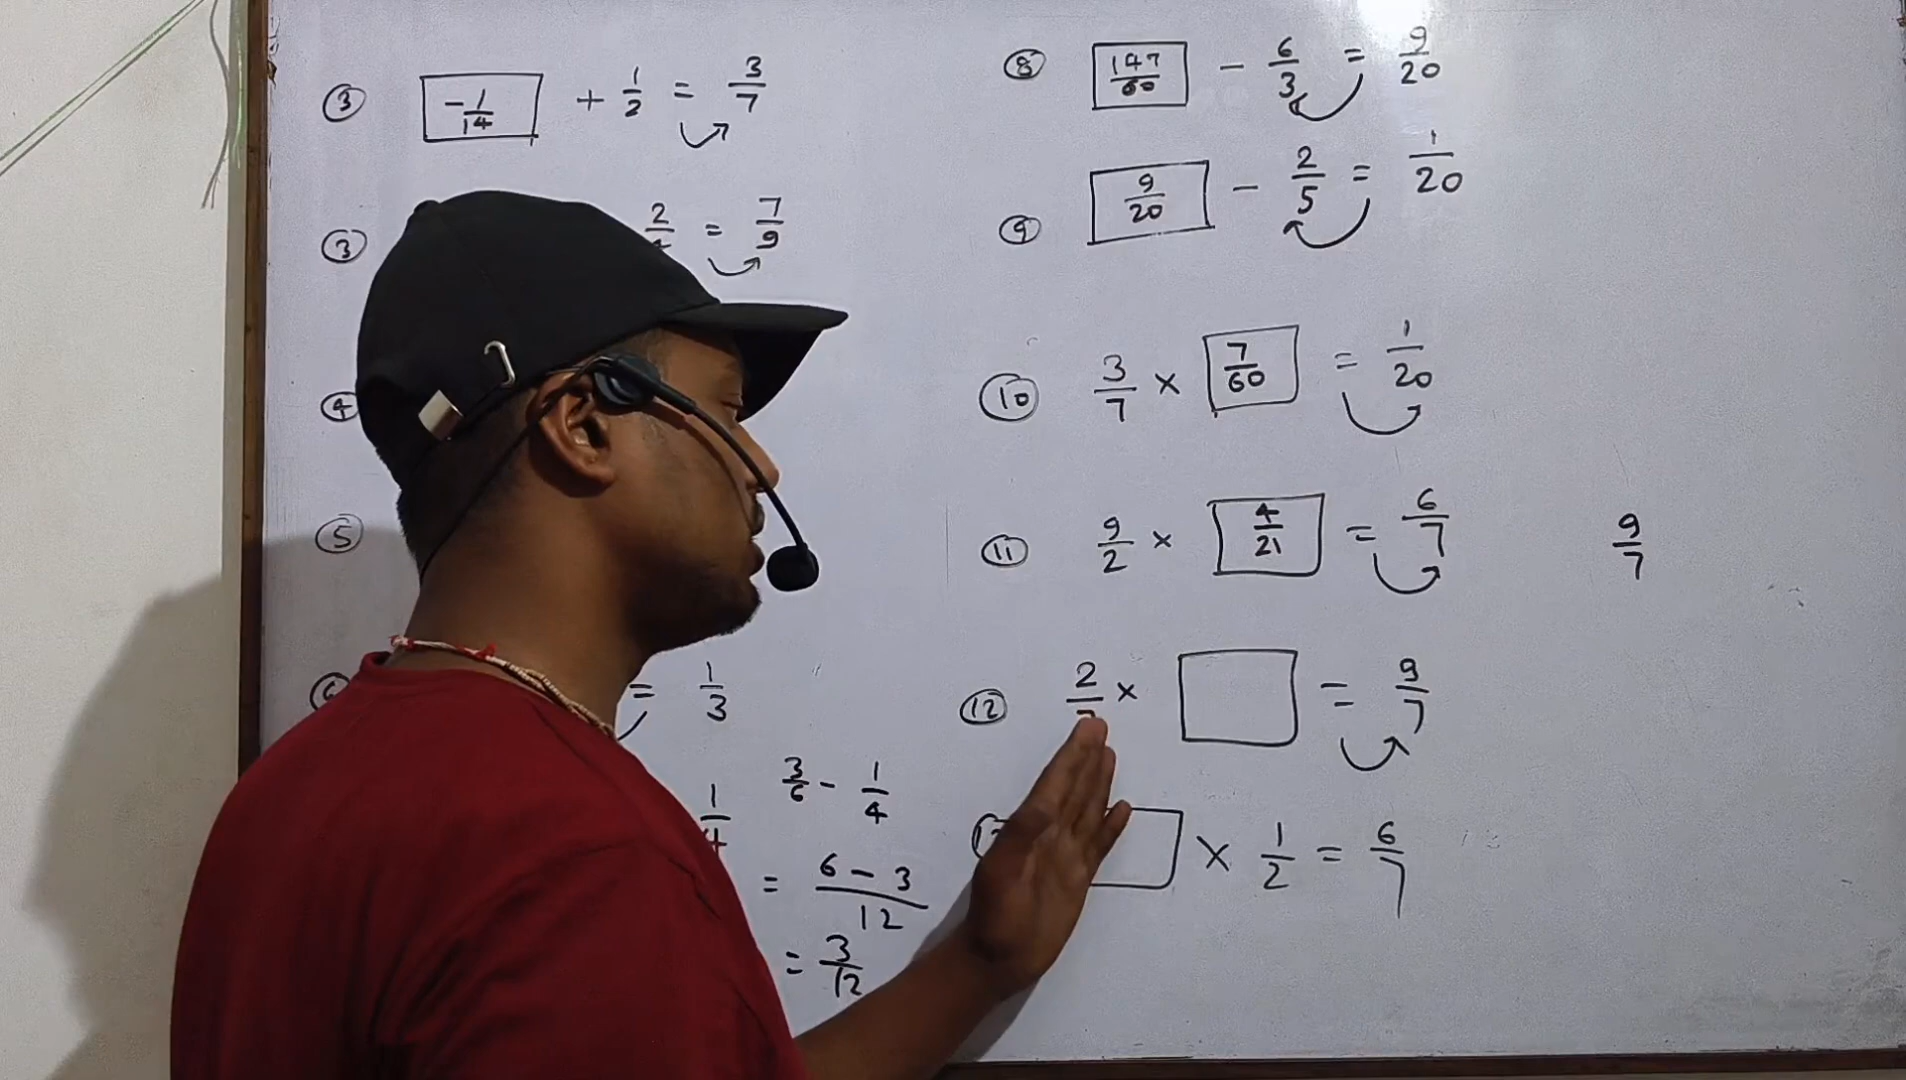 ③ -1/14 + 1/2 = 3/7
③ 2/4 = 7/9
④
⑤
= 1/3
1/4
3/6 - 1/4
= 6 - 3 / 12
= 3/12
⑧ 147/60 - 6/3 = 9/20
⑨ 9/20 - 2/5 = 1/20
⑩ 3/7 × 7/60 = 1/20
⑪ 9/2 × 4/21 = 6/7
9/7
⑫ 2/ × = 9/7
× 1/2 = 6/7